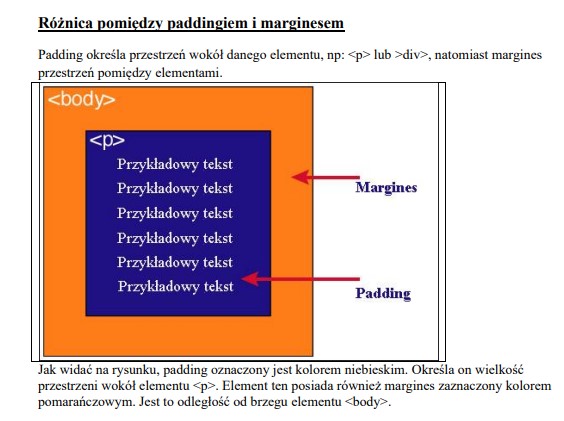 Różnica pomiędzy paddingiem i marginesem
Padding określa przestrzeń wokół danego elementu, np: <p> lub >div>, natomiast margines
przestrzeń pomiędzy elementami.
<body>
<p>
Przykładowy tekst
Przykładowy tekst
Przykładowy tekst
Przykładowy tekst
Przykładowy tekst
Przykładowy tekst
Margines
Padding
Jak widać na rysunku, padding oznaczony jest kolorem niebieskim. Określa on wielkość
przestrzeni wokół elementu <p>. Element ten posiada również margines zaznaczony kolorem
pomarańczowym. Jest to odległość od brzegu elementu <body>.